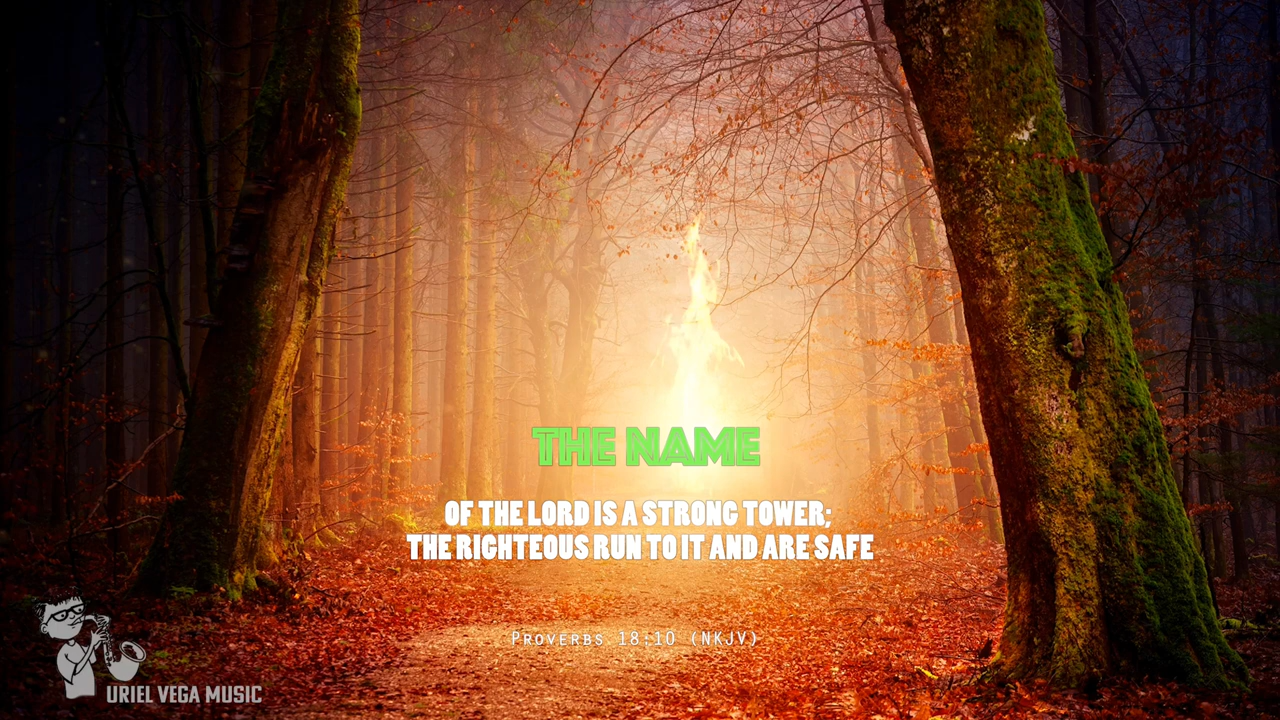 THE NAME
OF THE LORD IS A STRONG TOWER;
THE RIGHTEOUS RUN TO IT AND ARE SAFE
PROVERBS 18:10 (NKJV)
URIEL VEGA MUSIC